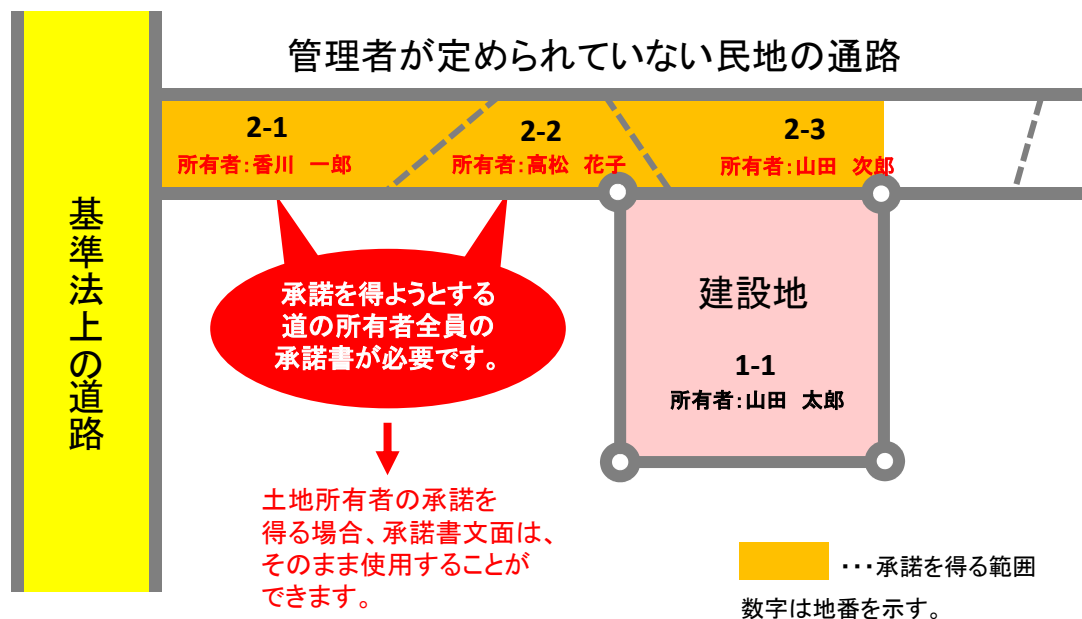 管理者が定められていない民地の通路
2-1
所有者:香川　一郎
2-2
所有者:高松　花子
2-3
所有者:山田　次郎
基準法上の道路
承諾を得ようとする
道の所有者全員の
承諾書が必要です。
建設地
1-1
所有者:山田　太郎
土地所有者の承諾を
得る場合、承諾書文面は、
そのまま使用することが
できます。
･･･承諾を得る範囲
数字は地番を示す。